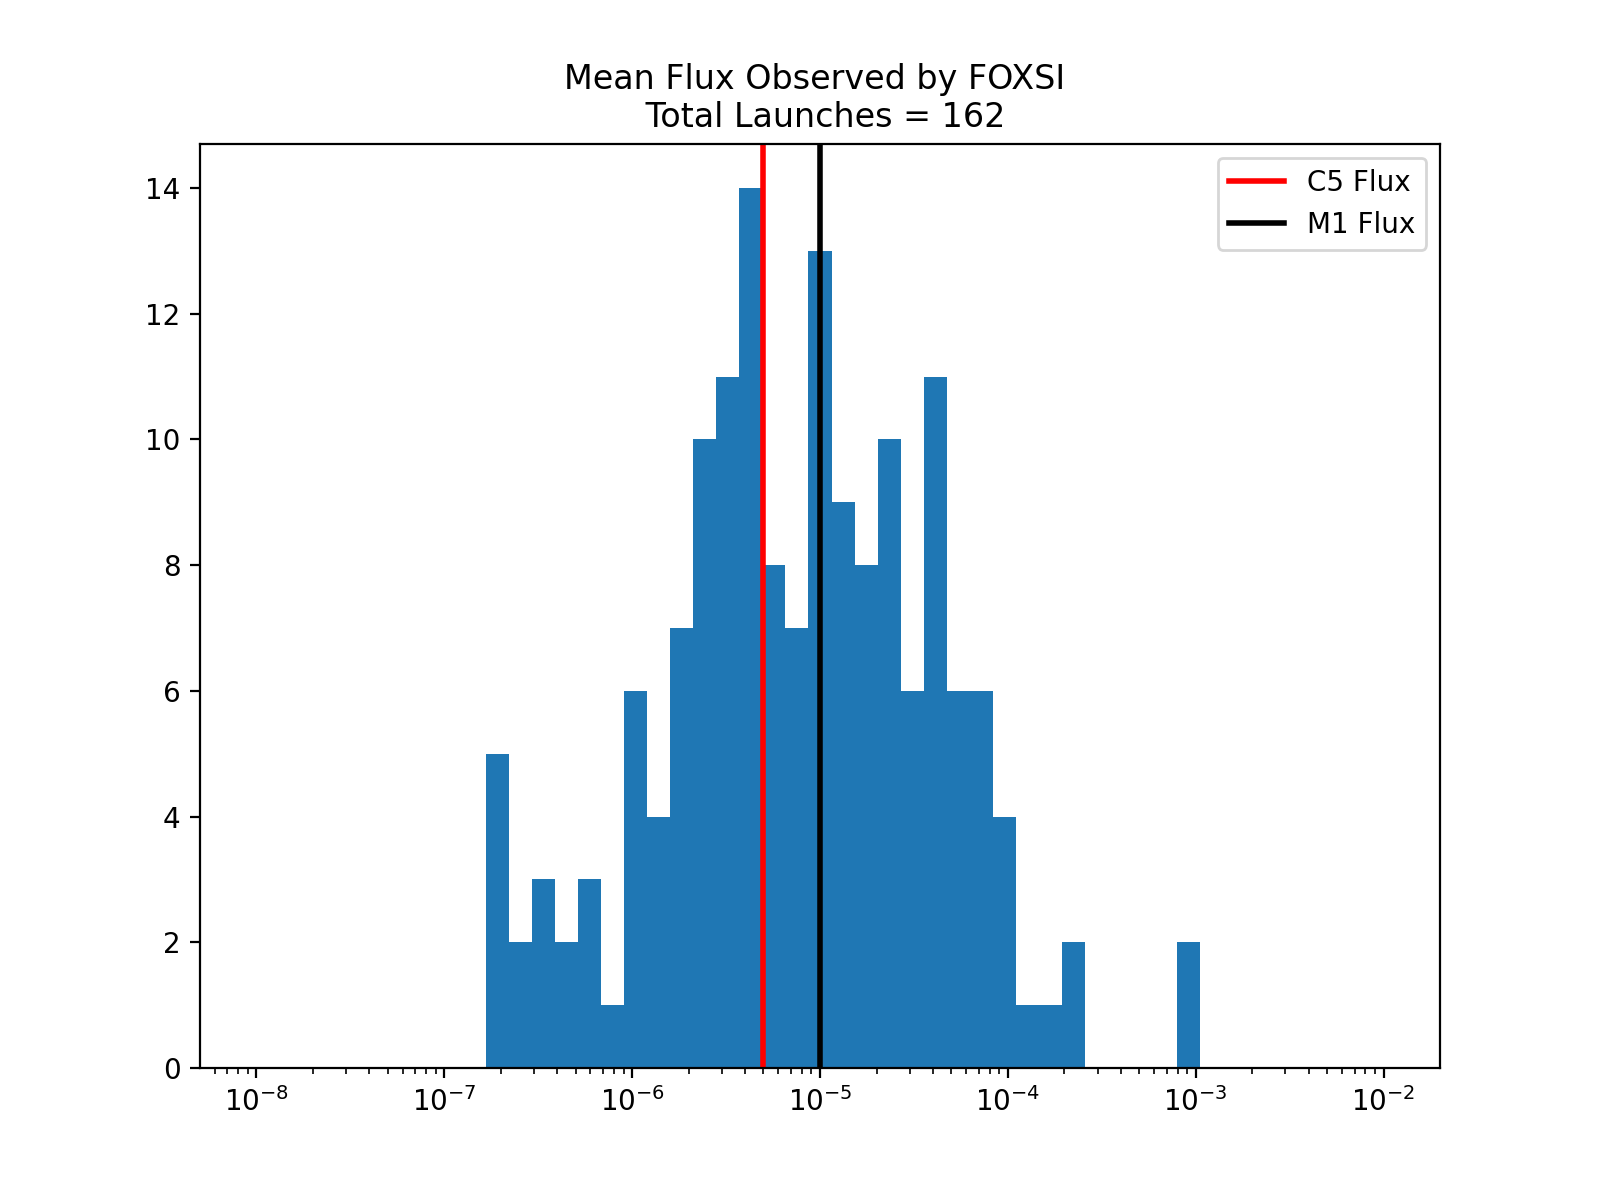 Mean Flux Observed by FOXSI
Total Launches = 162
C5 Flux
M1 Flux
14
12
10
8
6
4
2
0
10⁻⁸ 10⁻⁷ 10⁻⁶ 10⁻⁵ 10⁻⁴ 10⁻³ 10⁻²